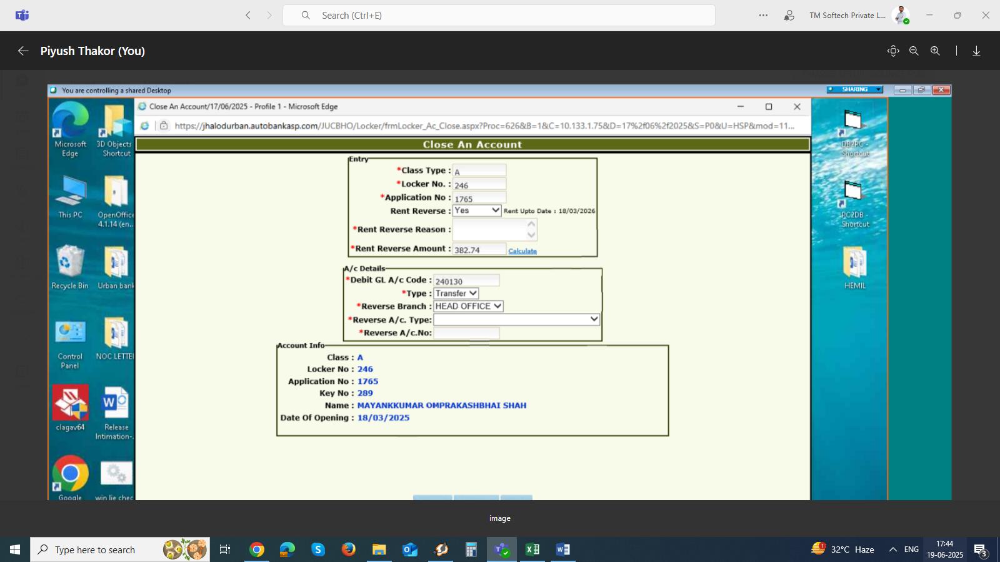 Search (Ctrl+E)
TM Softech Private L...
Piyush Thakor (You)
You are controlling a shared Desktop
SHARING
Close An Account/17/06/2025 - Profile 1 - Microsoft Edge
https://jhalodurban.autobankasp.com/JUCBHO/Locker/frmLocker_Ac_Close.aspx?Proc=626&B=1&C=10.133.1.75&D=17%2f06%2f2025&S=P0&U=HSP&mod=11...
Close An Account
Entry
*Class Type : A
*Locker No. : 246
*Application No : 1765
Rent Reverse : Yes Rent Upto Date : 18/03/2026
*Rent Reverse Reason :
*Rent Reverse Amount : 382.74 Calculate
A/c Details
*Debit GL A/c Code : 240130
*Type : Transfer
*Reverse Branch : HEAD OFFICE
*Reverse A/c. Type:
*Reverse A/c.No:
Account Info
Class : A
Locker No : 246
Application No : 1765
Key No : 289
Name : MAYANKKUMAR OMPRAKASHBHAI SHAH
Date Of Opening : 18/03/2025
Microsoft
Edge
3D Objects
Shortcut
This PC
OpenOffice
4.1.14 (en...
Recycle Bin
Urban bank
Control
Panel
NOC LETTE
clagav64
Release
Intimation-.
Google
win lie chec
DB2PC -
Shortcut
PC2DB -
Shortcut
HEMIL
image
Type here to search
1
32°C Haze
ENG
17:44
19-06-2025
3